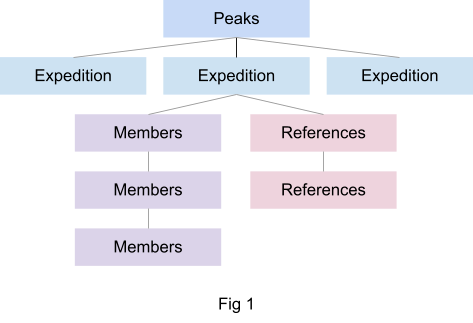 Peaks
Expedition Expedition Expedition
Members References
Members References
Members
Fig 1